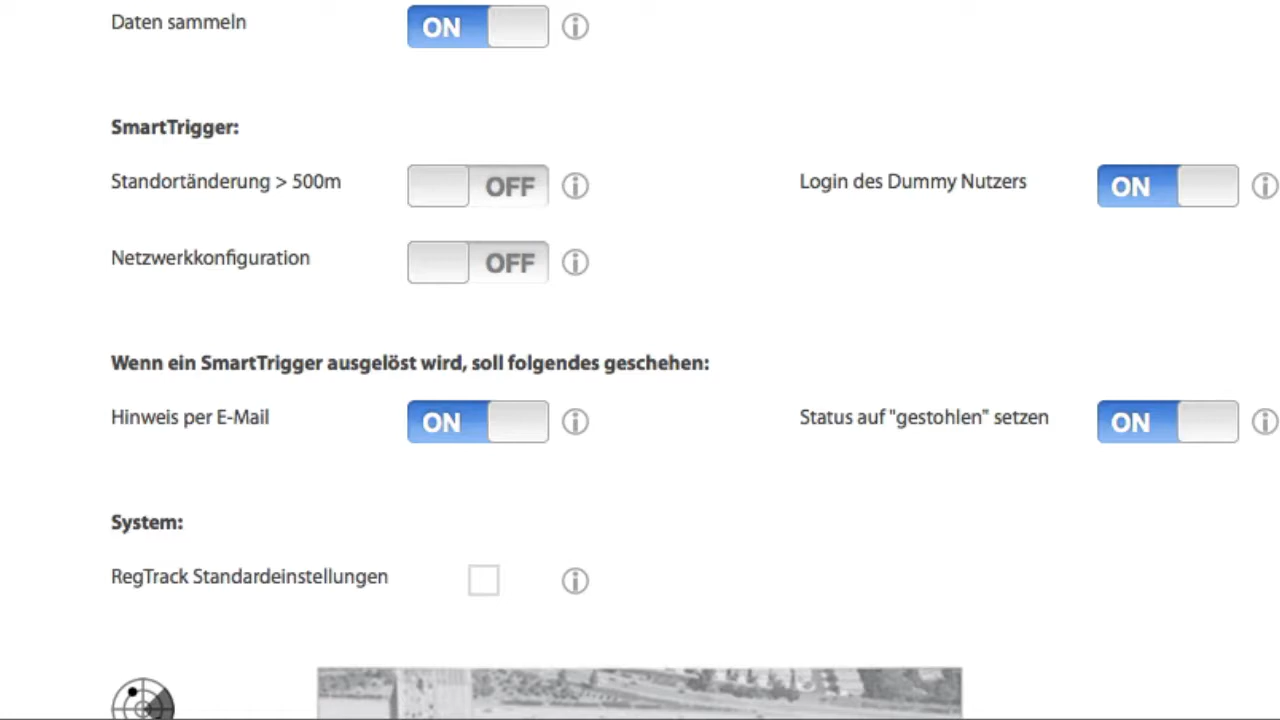 Daten sammeln ON
SmartTrigger:
Standortänderung > 500m OFF Login des Dummy Nutzers ON
Netzwerkkonfiguration OFF
Wenn ein SmartTrigger ausgelöst wird, soll folgendes geschehen:
Hinweis per E-Mail ON Status auf "gestohlen" setzen ON
System:
RegTrack Standardeinstellungen